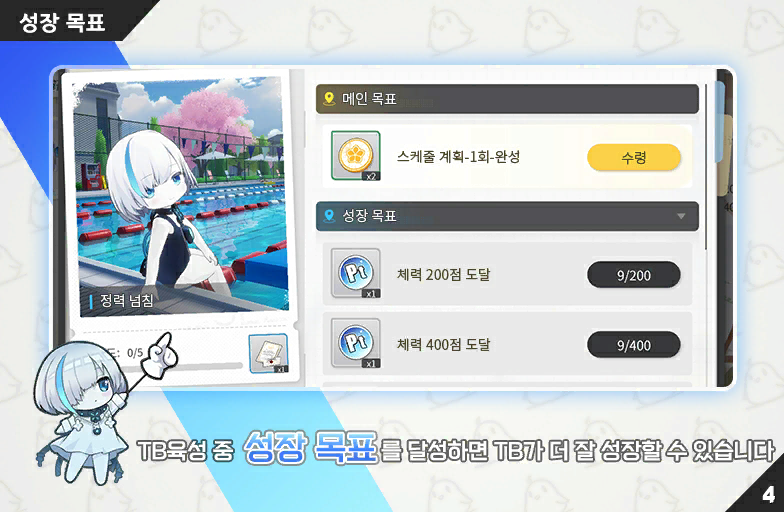 성장 목표
메인 목표
x2
스케줄 계획-1회-완성
수령
성장 목표
Pt
x1
체력 200점 도달
9/200
Pt
x1
체력 400점 도달
9/400
정력 넘침
도: 0/5
x1
TB육성 중 성장 목표를 달성하면 TB가 더 잘 성장할 수 있습니다
4